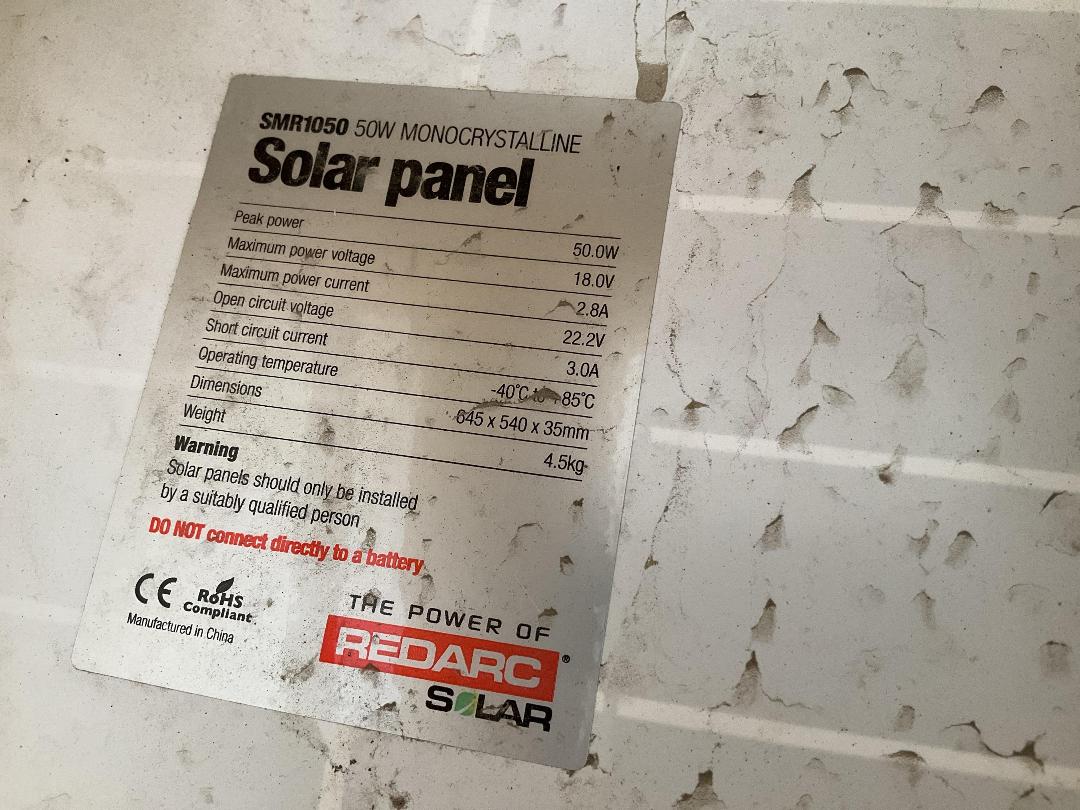 SMR1050 50W MONOCRYSTALLINE
Solar panel
Peak power 50.0W
Maximum power voltage 18.0V
Maximum power current 2.8A
Open circuit voltage 22.2V
Short circuit current 3.0A
Operating temperature -40°C to +85°C
Dimensions 645 x 540 x 35mm
Weight 4.5kg
Warning
Solar panels should only be installed
by a suitably qualified person
DO NOT connect directly to a battery
CE RoHS
Compliant
Manufactured in China
THE POWER OF
REDARC®
SOLAR